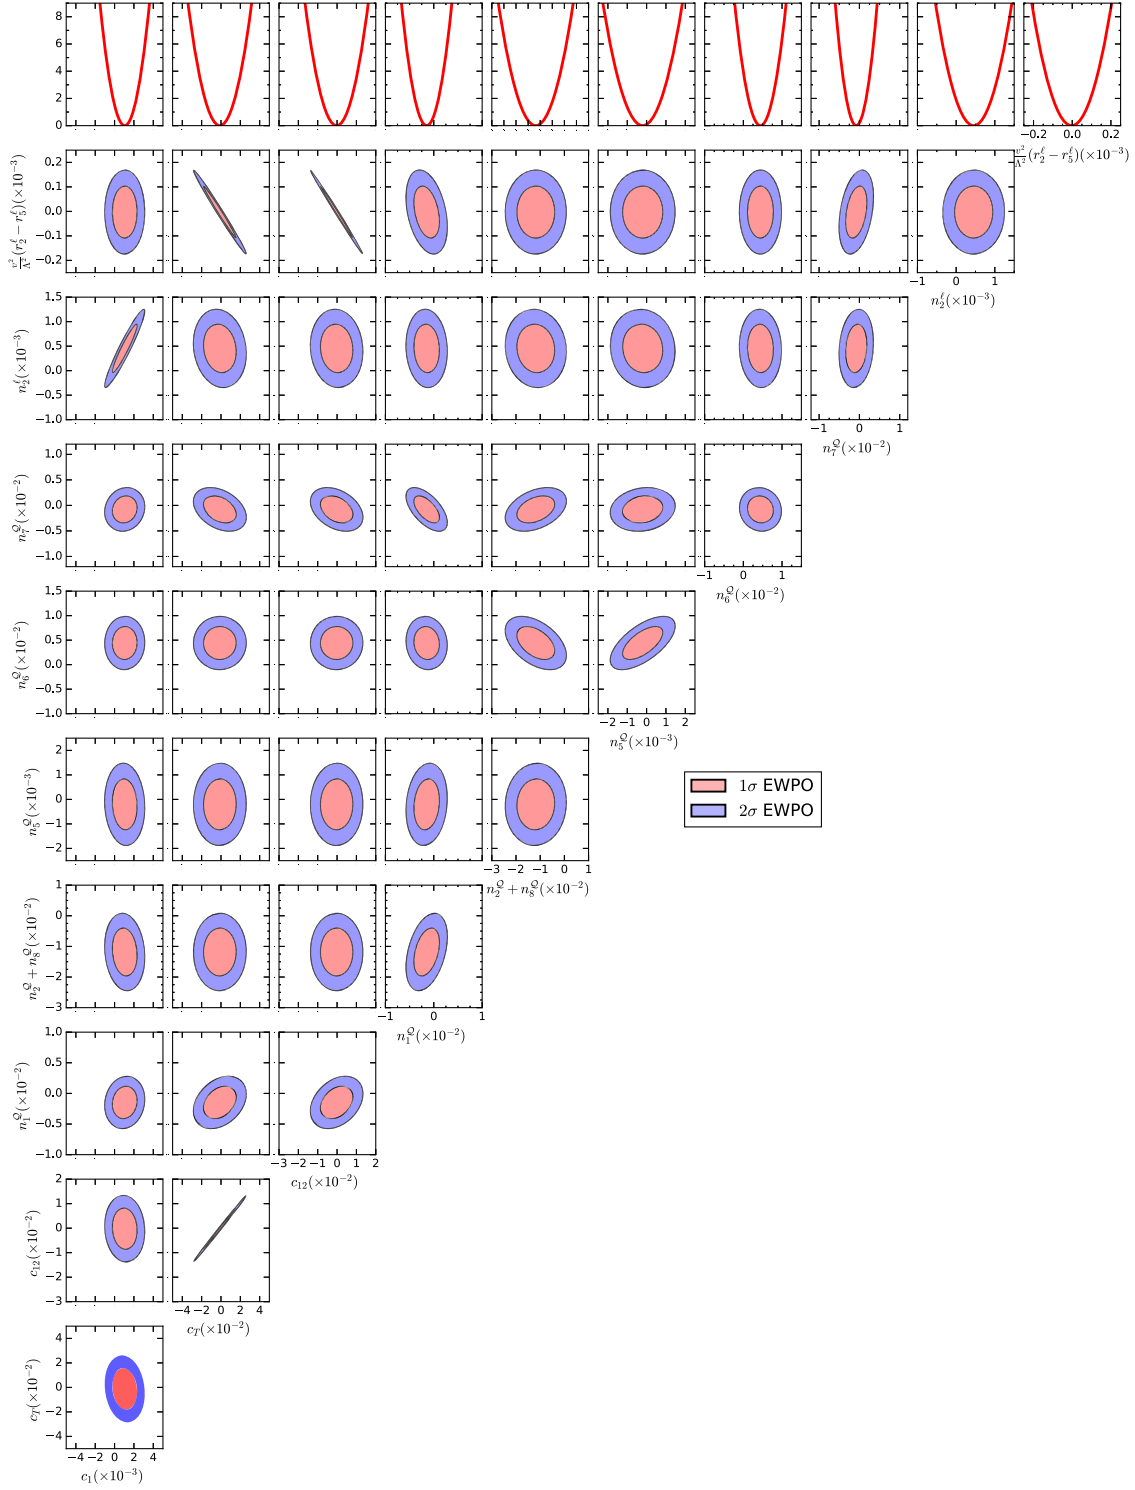 8
7
6
5
4
2
0
−0.2 0.0 0.2
v²/Λ² (r₂^ℓ − r₅^ℓ)(×10⁻³)
v²/Λ² (r₂^ℓ − r₅^ℓ)(×10⁻³)
0.2
0.1
0.0
−0.1
−0.2
−1 0 1
n₂^ℓ(×10⁻³)
n₂^ℓ(×10⁻³)
1.5
1.0
0.5
0.0
−0.5
−1.0
−1 0 1
n₇^𝒬(×10⁻²)
n₇^𝒬(×10⁻²)
1.0
0.5
0.0
−0.5
−1.0
−1 0 1
n₆^𝒬(×10⁻²)
n₆^𝒬(×10⁻²)
1.5
1.0
0.5
0.0
−0.5
−1.0
−2 −1 0 1 2
n₅^𝒬(×10⁻³)
n₅^𝒬(×10⁻³)
2
1
0
−1
−2
1σ EWPO
2σ EWPO
−3 −2 −1 0 1
n₂^𝒬 + n₈^𝒬(×10⁻²)
n₂^𝒬 + n₈^𝒬(×10⁻²)
1
0
−1
−2
−3
−1 0 1
n₁^𝒬(×10⁻²)
n₁^𝒬(×10⁻²)
1.0
0.5
0.0
−0.5
−1.0
−3 −2 −1 0 1 2
c₁₂(×10⁻²)
c₁₂(×10⁻²)
2
1
0
−1
−2
−3
−4 −2 0 2 4
c_T(×10⁻²)
c_T(×10⁻²)
4
2
0
−2
−4
−4 −2 0 2 4
c₁(×10⁻³)